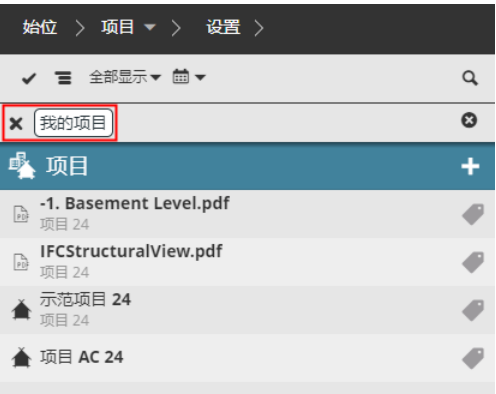 始位 项目 设置
全部显示
我的项目
项目
-1. Basement Level.pdf
项目 24
IFCStructuralView.pdf
项目 24
示范项目 24
项目 24
项目 AC 24